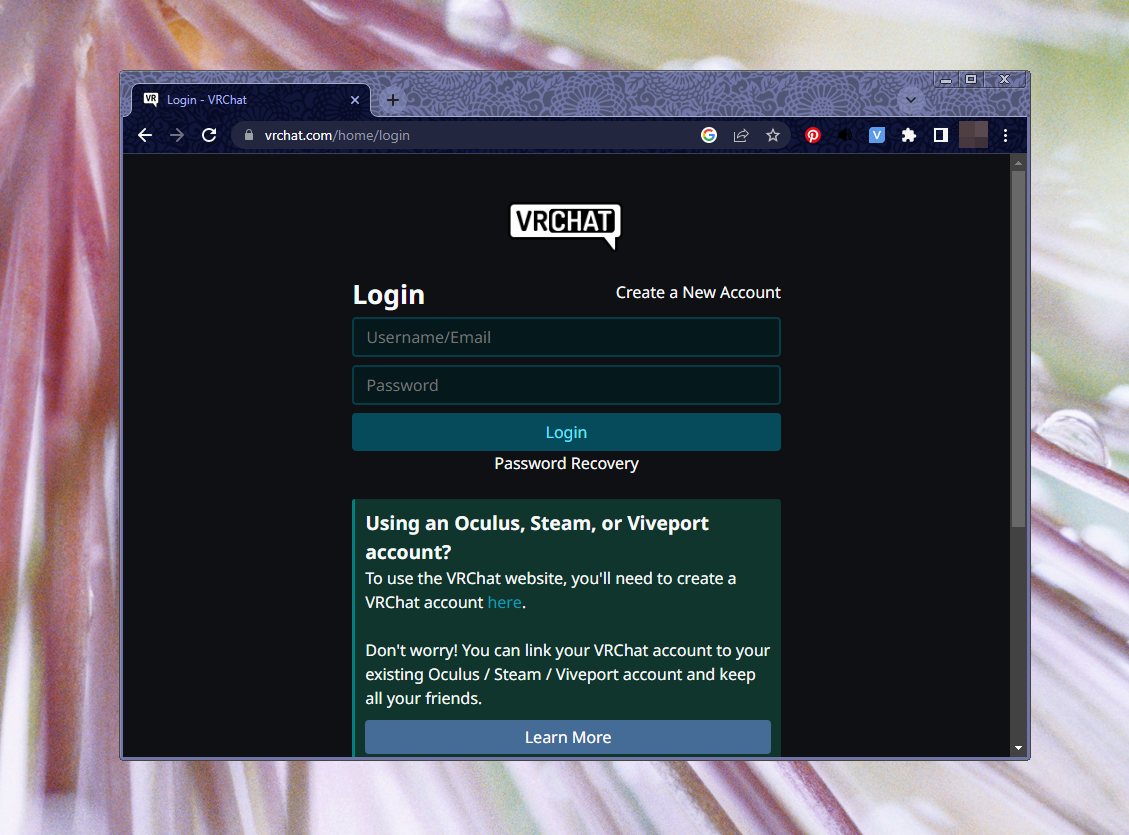 VR Login - VRChat
vrchat.com/home/login
VRCHAT
Login
Create a New Account
Username/Email
Password
Login
Password Recovery
Using an Oculus, Steam, or Viveport
account?
To use the VRChat website, you'll need to create a
VRChat account here.
Don't worry! You can link your VRChat account to your
existing Oculus / Steam / Viveport account and keep
all your friends.
Learn More